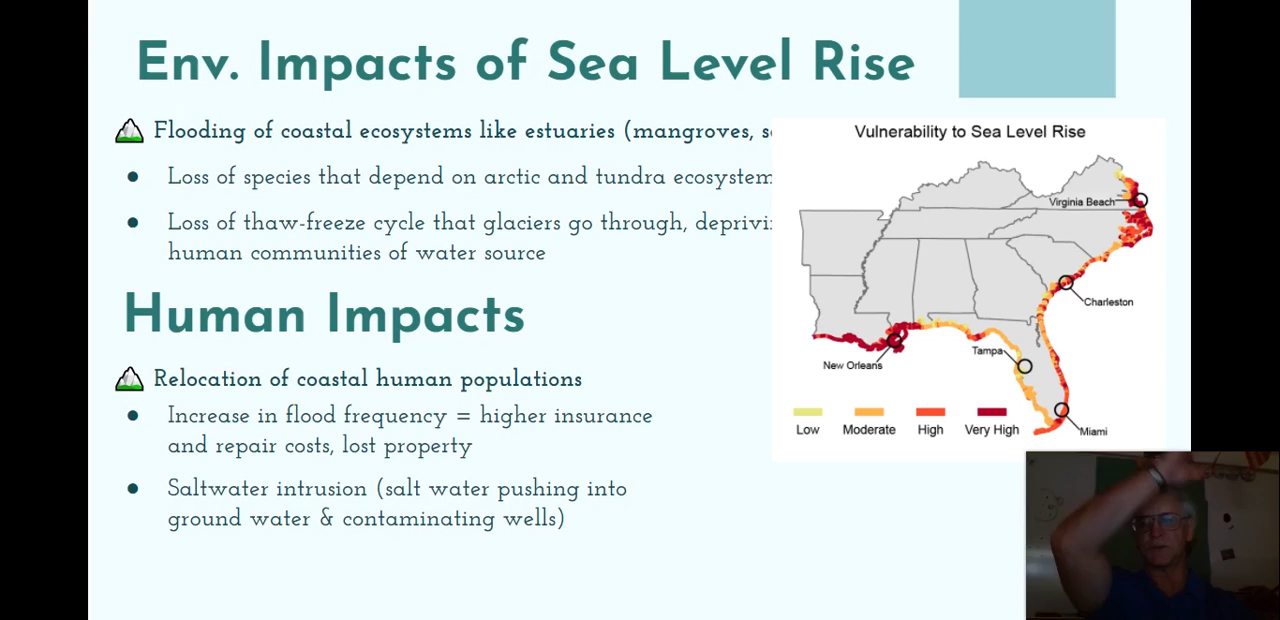 Env. Impacts of Sea Level Rise
Flooding of coastal ecosystems like estuaries (mangroves,
Loss of species that depend on arctic and tundra ecosystem
Loss of thaw-freeze cycle that glaciers go through,
human communities of water source
Human Impacts
Relocation of coastal human populations
Increase in flood frequency = higher insurance
and repair costs, lost property
Saltwater intrusion (salt water pushing into
ground water & contaminating wells)
Vulnerability to Sea Level Rise
Virginia Beach
Charleston
New Orleans
Tampa
Miami
Low Moderate High Very High